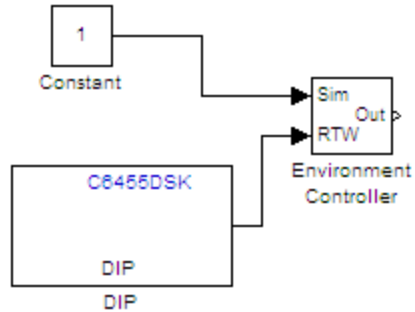 1
Constant
Sim
Out
RTW
Environment
Controller
C6455DSK
DIP
DIP